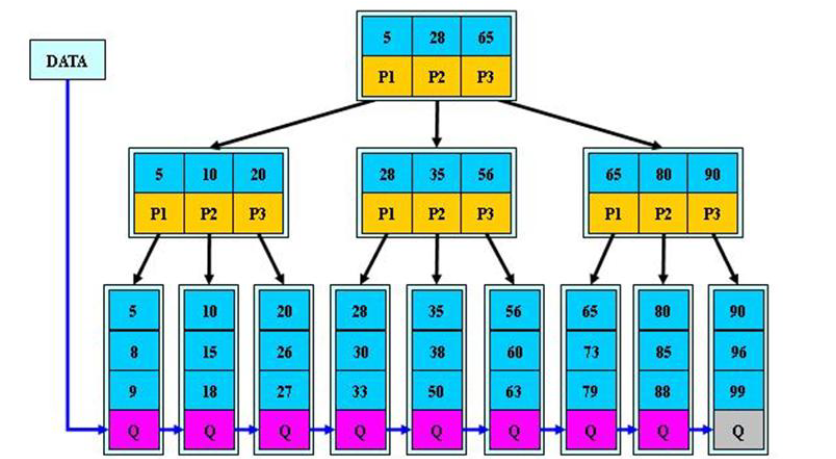 5 28 65
DATA
P1 P2 P3
5 10 20
28 35 56
65 80 90
P1 P2 P3
P1 P2 P3
P1 P2 P3
5 10 20 28 35 56 65 80 90
8 15 26 30 38 60 73 85 96
9 18 27 33 50 63 79 88 99
Q Q Q Q Q Q Q Q Q